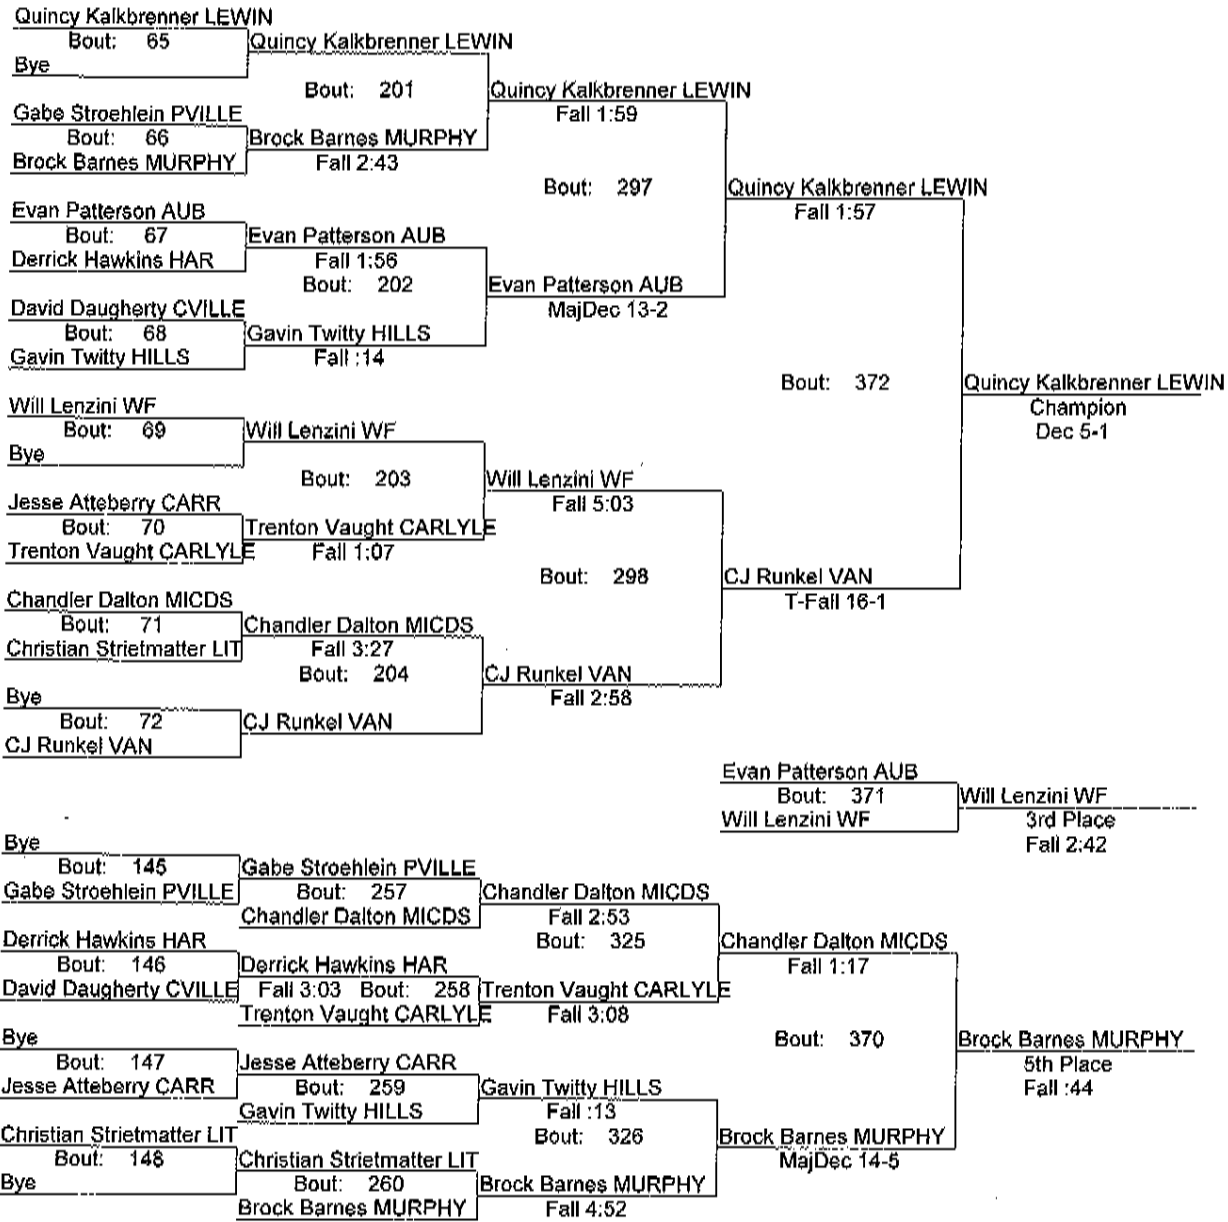 Quincy Kalkbrenner LEWIN
Bout: 65
Quincy Kalkbrenner LEWIN
Bye
Bout: 201
Quincy Kalkbrenner LEWIN
Gabe Stroehlein PVILLE
Fall 1:59
Bout: 66
Brock Barnes MURPHY
Brock Barnes MURPHY
Fall 2:43
Bout: 297
Quincy Kalkbrenner LEWIN
Evan Patterson AUB
Fall 1:57
Bout: 67
Evan Patterson AUB
Derrick Hawkins HAR
Fall 1:56
Bout: 202
Evan Patterson AUB
David Daugherty CVILLE
MajDec 13-2
Bout: 68
Gavin Twitty HILLS
Gavin Twitty HILLS
Fall :14
Bout: 372
Quincy Kalkbrenner LEWIN
Will Lenzini WF
Champion
Bout: 69
Will Lenzini WF
Dec 5-1
Bye
Bout: 203
Will Lenzini WF
Jesse Atteberry CARR
Fall 5:03
Bout: 70
Trenton Vaught CARLYLE
Trenton Vaught CARLYLE
Fall 1:07
Bout: 298
CJ Runkel VAN
Chandler Dalton MICDS
T-Fall 16-1
Bout: 71
Chandler Dalton MICDS
Christian Strietmatter LIT
Fall 3:27
Bout: 204
CJ Runkel VAN
Bye
Fall 2:58
Bout: 72
CJ Runkel VAN
CJ Runkel VAN
Evan Patterson AUB
Bout: 371
Will Lenzini WF
Will Lenzini WF
3rd Place
Fall 2:42
Bye
Bout: 145
Gabe Stroehlein PVILLE
Gabe Stroehlein PVILLE
Bout: 257
Chandler Dalton MICDS
Chandler Dalton MICDS
Fall 2:53
Derrick Hawkins HAR
Bout: 325
Chandler Dalton MICDS
Bout: 146
Derrick Hawkins HAR
Fall 1:17
David Daugherty CVILLE
Fall 3:03 Bout: 258
Trenton Vaught CARLYLE
Trenton Vaught CARLYLE
Fall 3:08
Bye
Bout: 370
Brock Barnes MURPHY
Bout: 147
Jesse Atteberry CARR
5th Place
Jesse Atteberry CARR
Bout: 259
Gavin Twitty HILLS
Fall :44
Gavin Twitty HILLS
Fall :13
Christian Strietmatter LIT
Bout: 326
Brock Barnes MURPHY
Bout: 148
Christian Strietmatter LIT
MajDec 14-5
Bye
Bout: 260
Brock Barnes MURPHY
Brock Barnes MURPHY
Fall 4:52